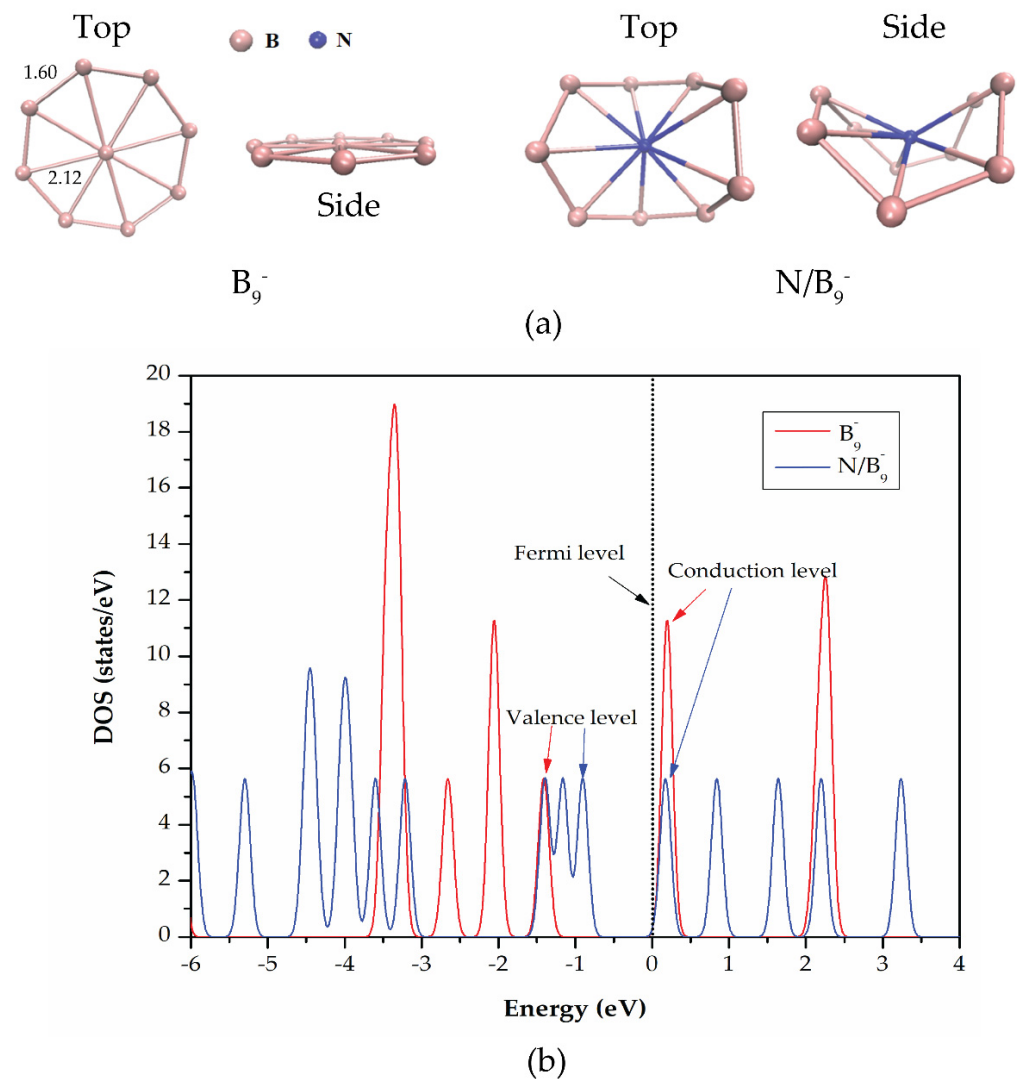 Top
B
N
Top
Side
1.60
2.12
Side
B₉⁻
N/B₉⁻
(a)
20
18
16
14
12
10
8
6
4
2
0
DOS (states/eV)
B₉⁻
N/B₉⁻
Fermi level
Conduction level
Valence level
-6 -5 -4 -3 -2 -1 0 1 2 3 4
Energy (eV)
(b)